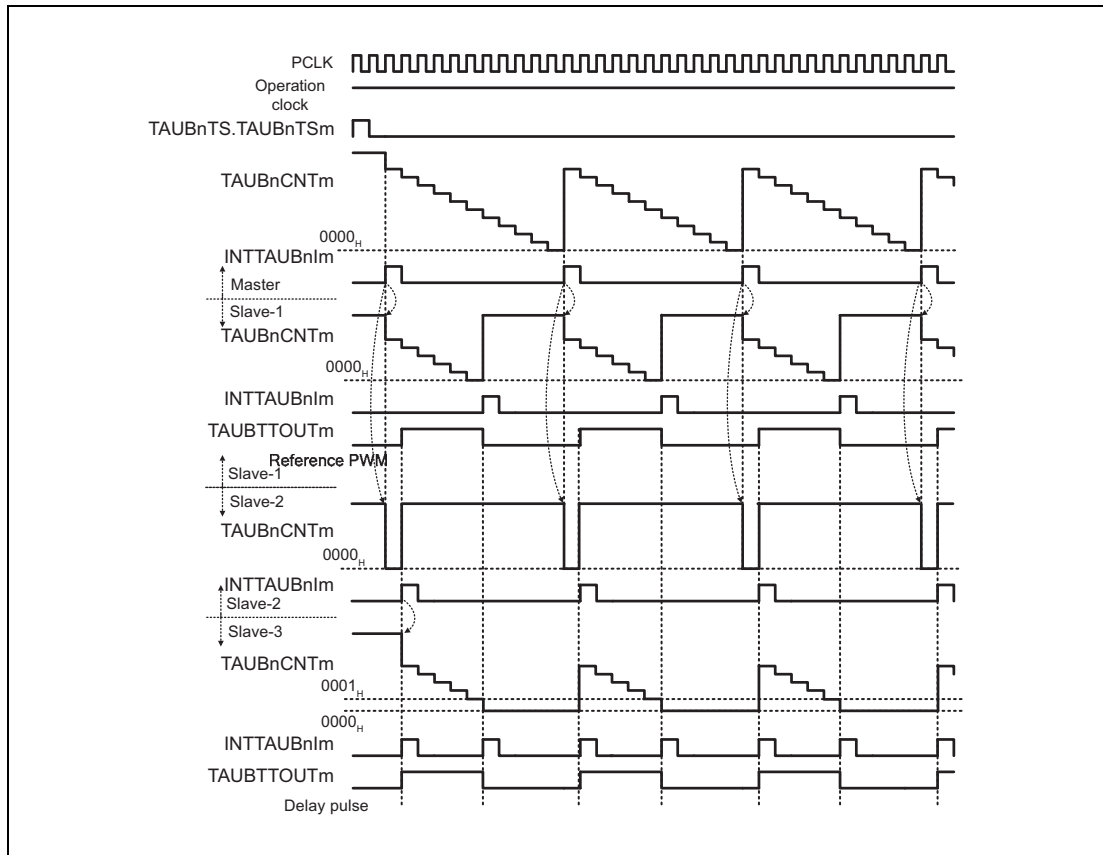 PCLK
Operation
clock
TAUBnTS.TAUBnTSm
TAUBnCNTm
0000H
INTTAUBnIm
Master
Slave-1
TAUBnCNTm
0000H
INTTAUBnIm
TAUBTTOUTm
Reference PWM
Slave-1
Slave-2
TAUBnCNTm
0000H
INTTAUBnIm
Slave-2
Slave-3
TAUBnCNTm
0001H
0000H
INTTAUBnIm
TAUBTTOUTm
Delay pulse